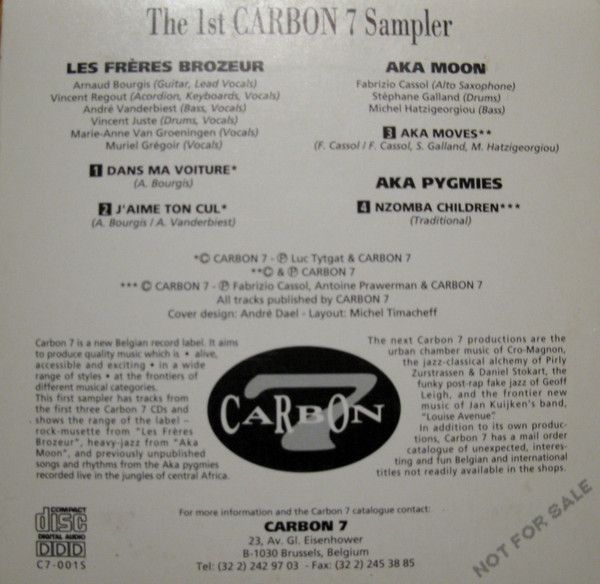 The 1st CARBON 7 Sampler
LES FRÈRES BROZEUR
Arnaud Bourgis (Guitar, Lead Vocals)
Vincent Regout (Acordion, Keyboards, Vocals)
André Vanderbiest (Bass, Vocals)
Vincent Juste (Drums, Vocals)
Marie-Anne Van Groeningen (Vocals)
Muriel Grégoir (Vocals)
1 DANS MA VOITURE*
(A. Bourgis)
2 J'AIME TON CUL*
(A. Bourgis / A. Vanderbiest)
AKA MOON
Fabrizio Cassol (Alto Saxophone)
Stéphane Galland (Drums)
Michel Hatzigeorgiou (Bass)
3 AKA MOVES**
(F. Cassol / F. Cassol, S. Galland, M. Hatzigeorgiou)
AKA PYGMIES
4 NZOMBA CHILDREN***
(Traditional)
*© CARBON 7 - ℗ Luc Tytgat & CARBON 7
**© & ℗ CARBON 7
*** © CARBON 7 - ℗ Fabrizio Cassol, Antoine Prawerman & CARBON 7
All tracks published by CARBON 7
Cover design: André Dael - Layout: Michel Timacheff
Carbon 7 is a new Belgian record label. It aims
to produce quality music which is • alive,
accessible and exciting • in a wide
range of styles • at the frontiers of
different musical categories.
This first sampler has tracks from
the first three Carbon 7 CDs and
shows the range of the label –
rock-musette from "Les Frères
Brozeur", heavy-jazz from "Aka
Moon", and previously unpublished
songs and rhythms from the Aka pygmies
recorded live in the jungles of central Africa.
7
CARBON
The next Carbon 7 productions are the
urban chamber music of Cro-Magnon,
the jazz-classical alchemy of Pirly
Zurstrassen & Daniel Stokart, the
funky post-rap fake jazz of Geoff
Leigh, and the frontier new
music of Jan Kuijken's band,
"Louise Avenue"
In addition to its own produc-
tions, Carbon 7 has a mail order
catalogue of unexpected, interes-
ting and fun Belgian and international
titles not readily available in the shops.
COMPACT
disc
DIGITAL AUDIO
DDD
C7-001S
For more information and the Carbon 7 catalogue contact:
CARBON 7
23, Av. Gl. Eisenhower
B-1030 Brussels, Belgium
Tel: (32 2) 242 97 03 - Fax: (32 2) 245 38 85
NOT FOR SALE